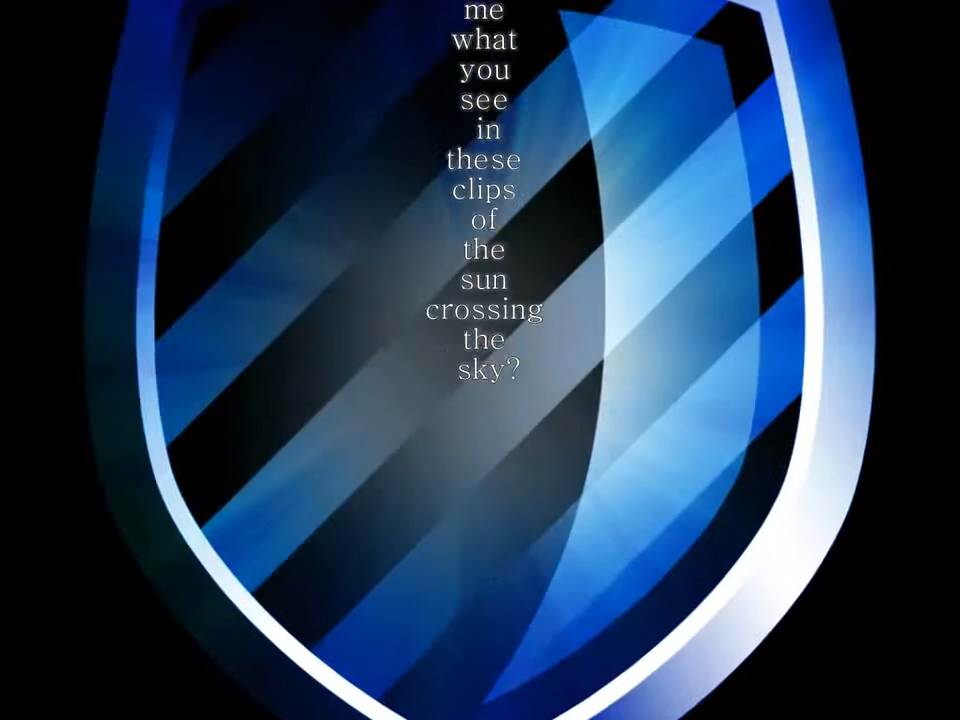 me
what
you
see
in
these
clips
of
the
sun
crossing
the
sky?